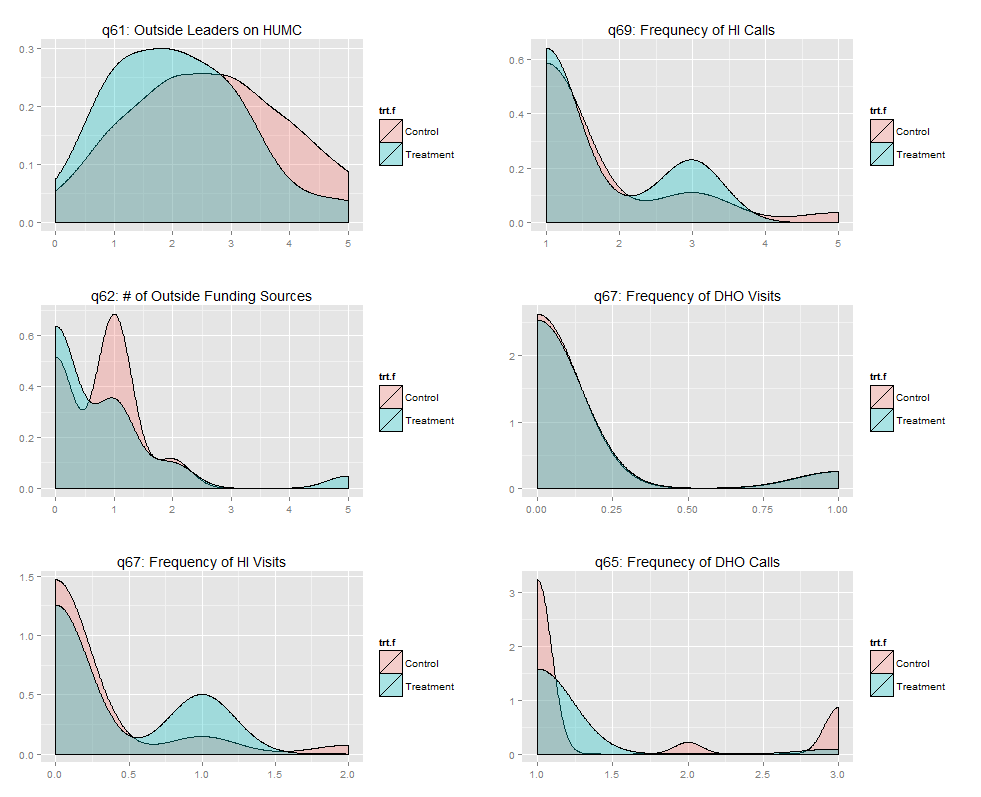 q61: Outside Leaders on HUMC
0.3
0.2
0.1
0.0
0 1 2 3 4 5
trt.f
Control
Treatment
q69: Frequnecy of HI Calls
0.6
0.4
0.2
0.0
1 2 3 4 5
trt.f
Control
Treatment
q62: # of Outside Funding Sources
0.6
0.4
0.2
0.0
0 1 2 3 4 5
trt.f
Control
Treatment
q67: Frequency of DHO Visits
2
1
0
0.00 0.25 0.50 0.75 1.00
trt.f
Control
Treatment
q67: Frequency of HI Visits
1.5
1.0
0.5
0.0
0.0 0.5 1.0 1.5 2.0
trt.f
Control
Treatment
q65: Frequnecy of DHO Calls
3
2
1
0
1.0 1.5 2.0 2.5 3.0
trt.f
Control
Treatment